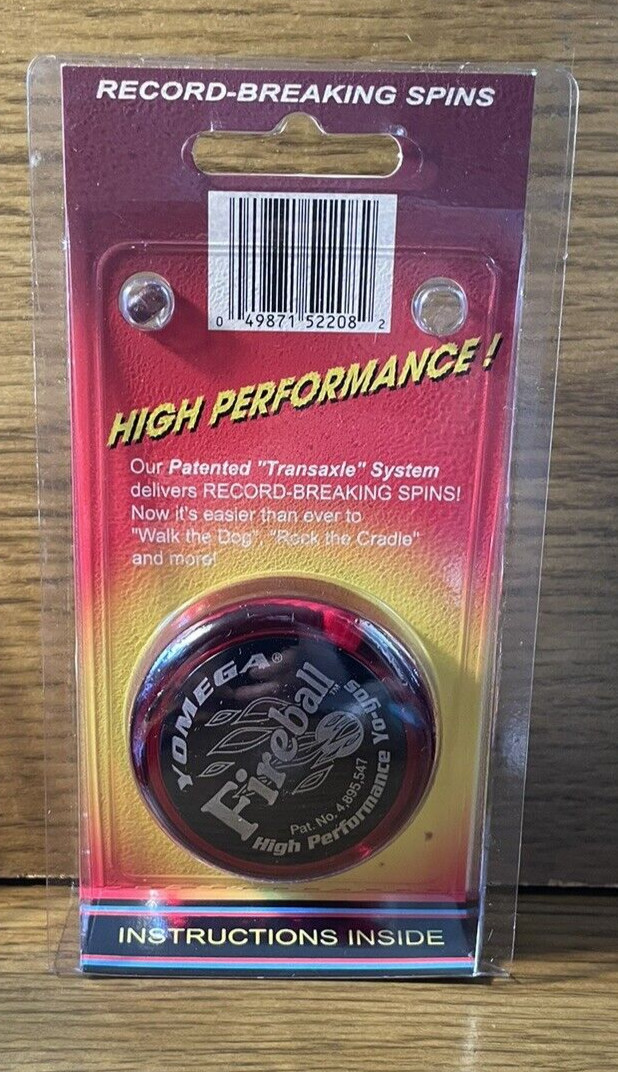 RECORD-BREAKING SPINS
0 49871 52208 2
HIGH PERFORMANCE !
Our Patented "Transaxle" System
delivers RECORD-BREAKING SPINS!
Now it's easier than ever to
"Walk the Dog", "Rock the Cradle"
and more!
YOMEGA®
Fireball™
Pat. No. 4,895,547
High Performance Yo-yos
INSTRUCTIONS INSIDE